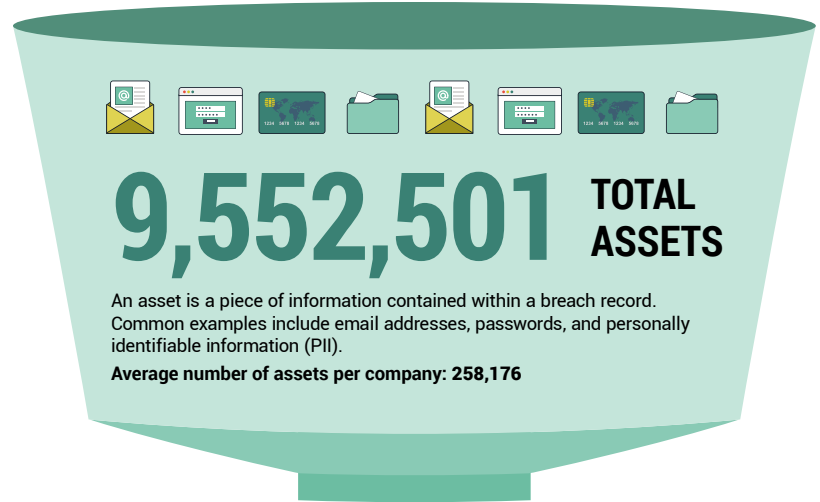 9,552,501 TOTAL
ASSETS
An asset is a piece of information contained within a breach record.
Common examples include email addresses, passwords, and personally
identifiable information (PII).
Average number of assets per company: 258,176